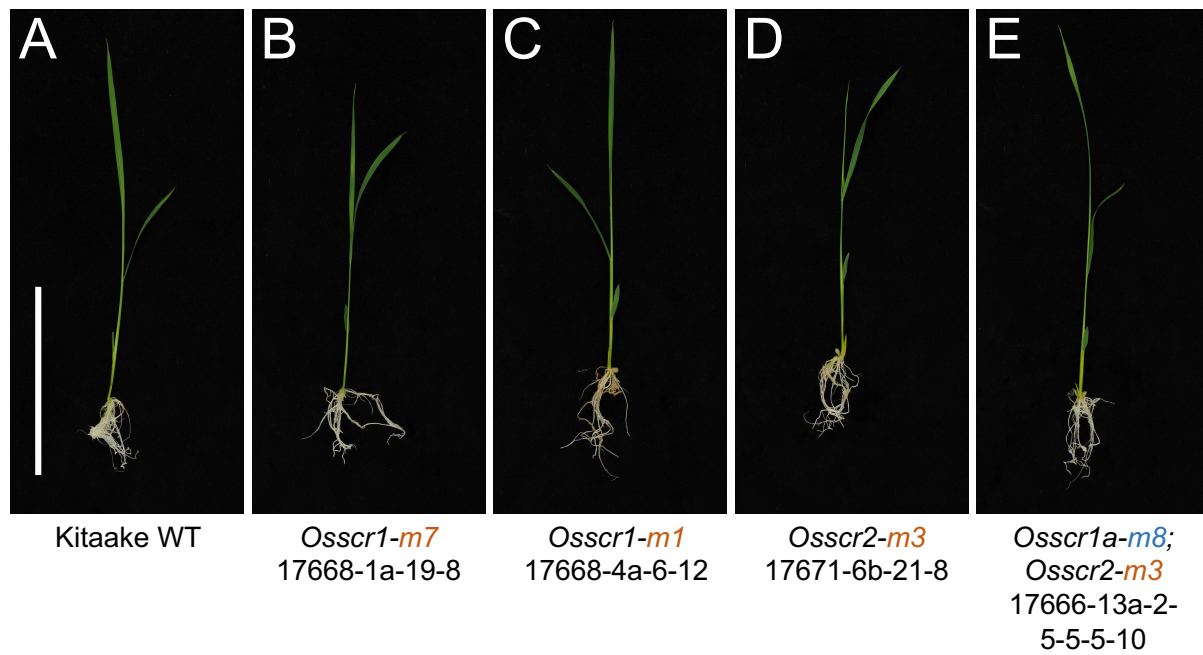 A
B
C
D
E
Kitaake WT
Osscr1-m7
17668-1a-19-8
Osscr1-m1
17668-4a-6-12
Osscr2-m3
17671-6b-21-8
Osscr1a-m8;
Osscr2-m3
17666-13a-2-
5-5-5-10